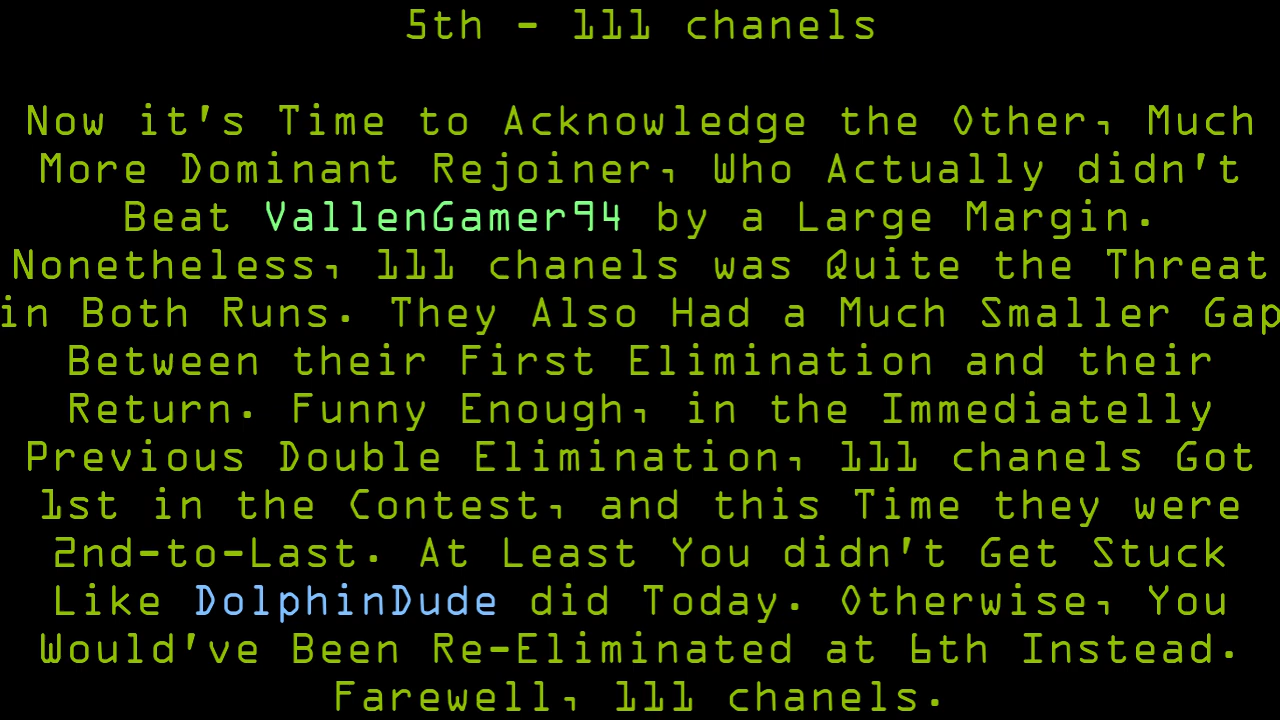 5th - 111 chanels
Now it's Time to Acknowledge the Other, Much
More Dominant Rejoiner, Who Actually didn't
Beat VallenGamer94 by a Large Margin.
Nonetheless, 111 chanels was Quite the Threat
in Both Runs. They Also Had a Much Smaller Gap
Between their First Elimination and their
Return. Funny Enough, in the Immediatelly
Previous Double Elimination, 111 chanels Got
1st in the Contest, and this Time they were
2nd-to-Last. At Least You didn't Get Stuck
Like DolphinDude did Today. Otherwise, You
Would've Been Re-Eliminated at 6th Instead.
Farewell, 111 chanels.